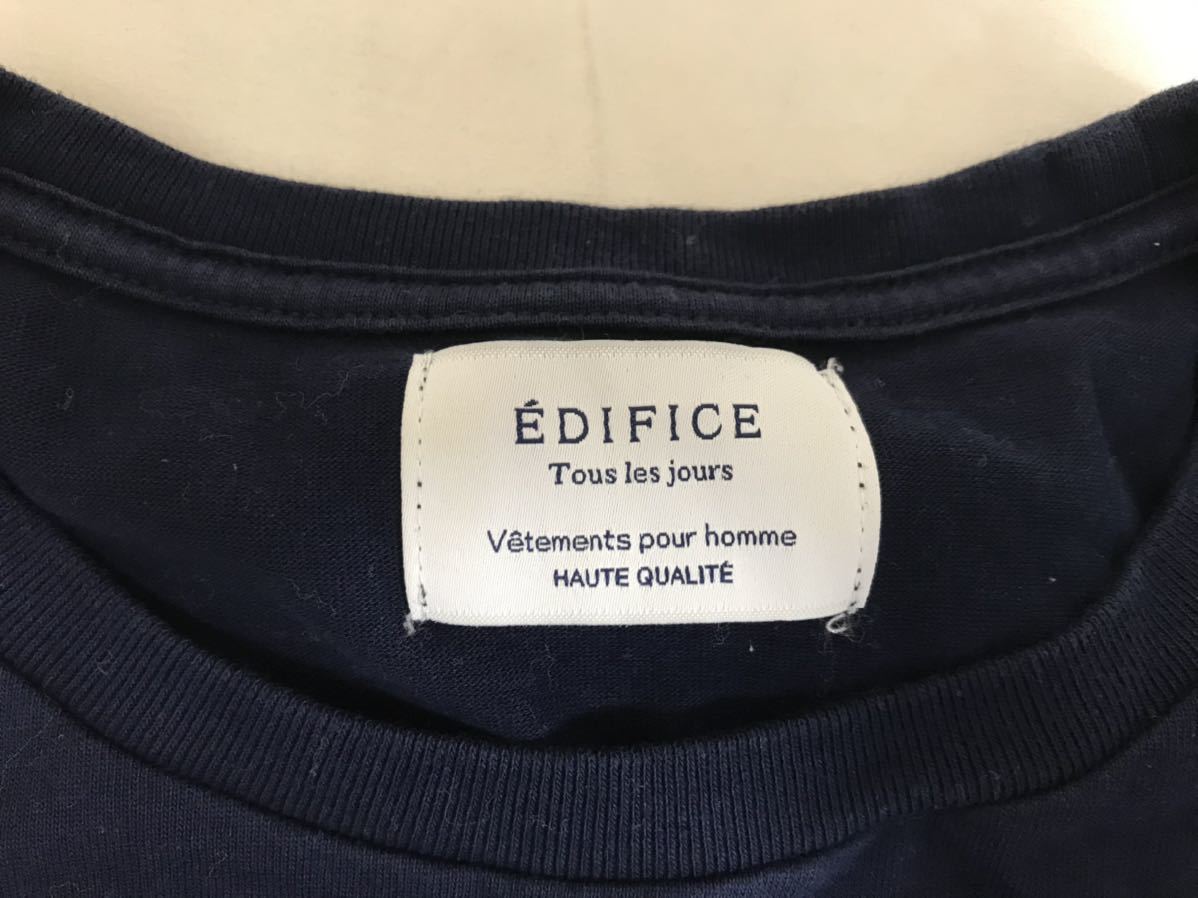 ÉDIFICE
Tous les jours
Vêtements pour homme
HAUTE QUALITÉ